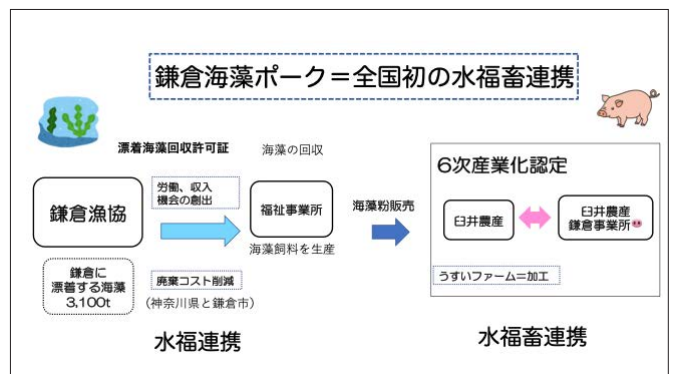 鎌倉海藻ポーク＝全国初の水福畜連携
漂着海藻回収許可証
海藻の回収
鎌倉漁協
労働、収入
機会の創出
福祉事業所
海藻飼料を生産
鎌倉に
漂着する海藻
3,100t
廃棄コスト削減
（神奈川県と鎌倉市）
水福連携
海藻粉販売
6次産業化認定
臼井農産
臼井農産
鎌倉事業所
うすいファーム＝加工
水福畜連携